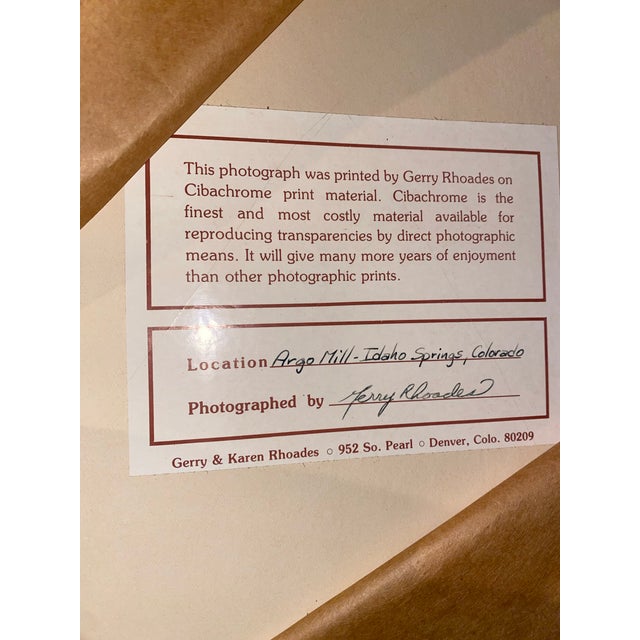 This photograph was printed by Gerry Rhoades on
Cibachrome print material. Cibachrome is the
finest and most costly material available for
reproducing transparencies by direct photographic
means. It will give many more years of enjoyment
than other photographic prints.
Location Argo Mill - Idaho Springs, Colorado
Photographed by Gerry Rhoades
Gerry & Karen Rhoades ○ 952 So. Pearl ○ Denver, Colo. 80209